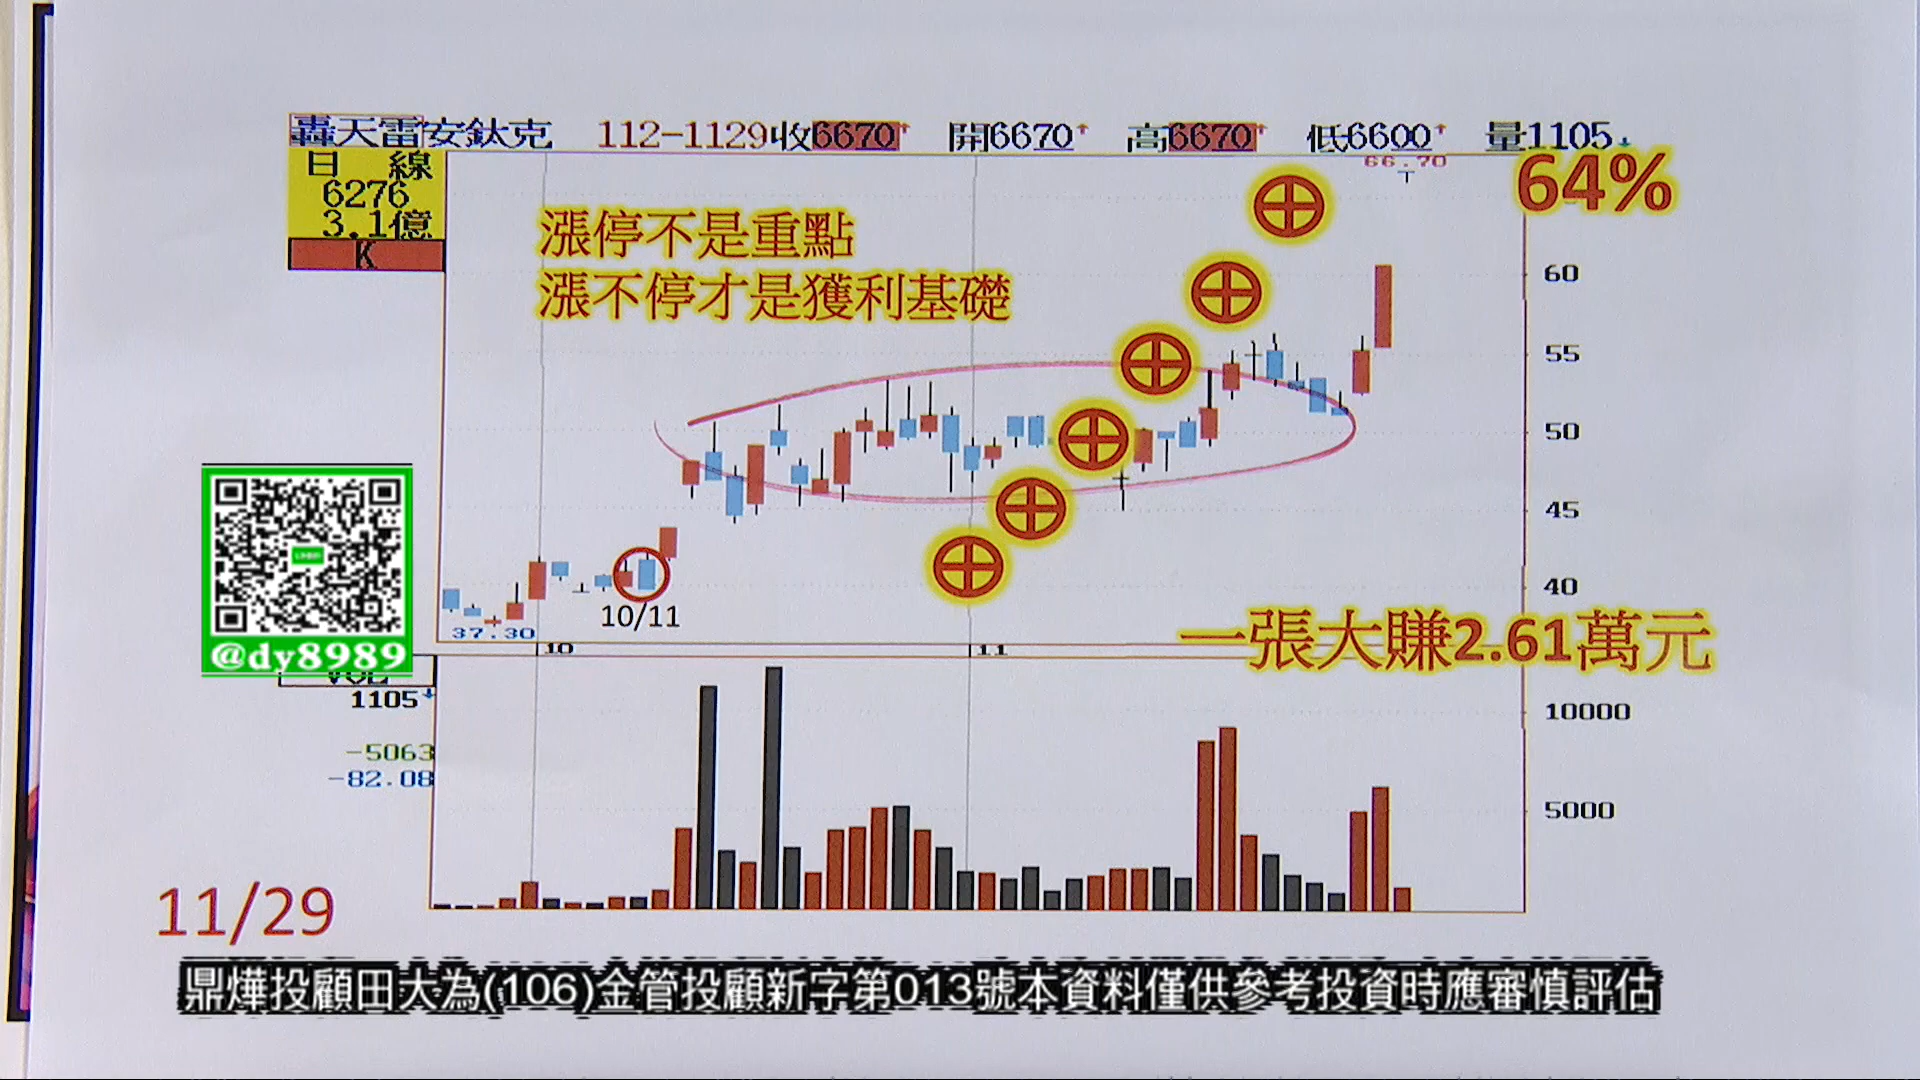 轟天雷安鈦克 112-1129收6670↑ 開6670↑ 高6670↑ 低6600↑ 量1105↓
日 線
6276
3.1億
K
66.70
64%
漲停不是重點
漲不停才是獲利基礎
60
55
50
45
40
10/11
37.30
一張大賺2.61萬元
10
11
@dy8989
VOL
1105↓
10000
-5063
-82.08
5000
11/29
鼎燁投顧田大為(106)金管投顧新字第013號本資料僅供參考投資時應審慎評估